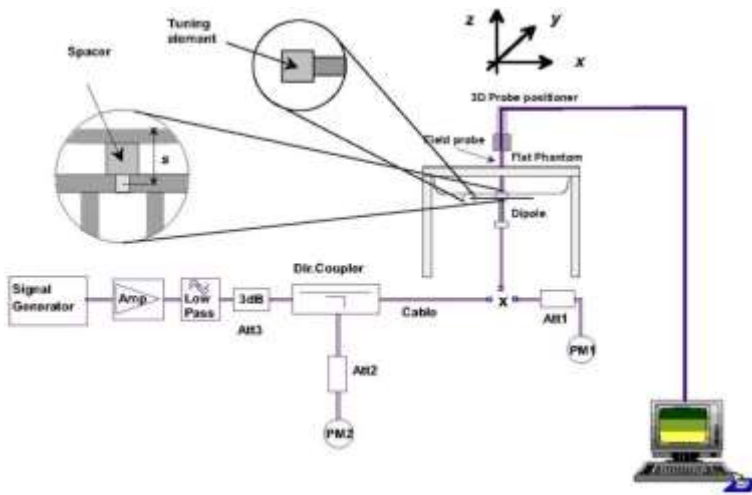 Tuning
element
Spacer
s
z
y
x
3D Probe positioner
Field probe
Flat Phantom
Dipole
Dir.Coupler
Signal
Generator
Amp
Low
Pass
3dB
Att3
Cable
x
Att1
PM1
Att2
PM2